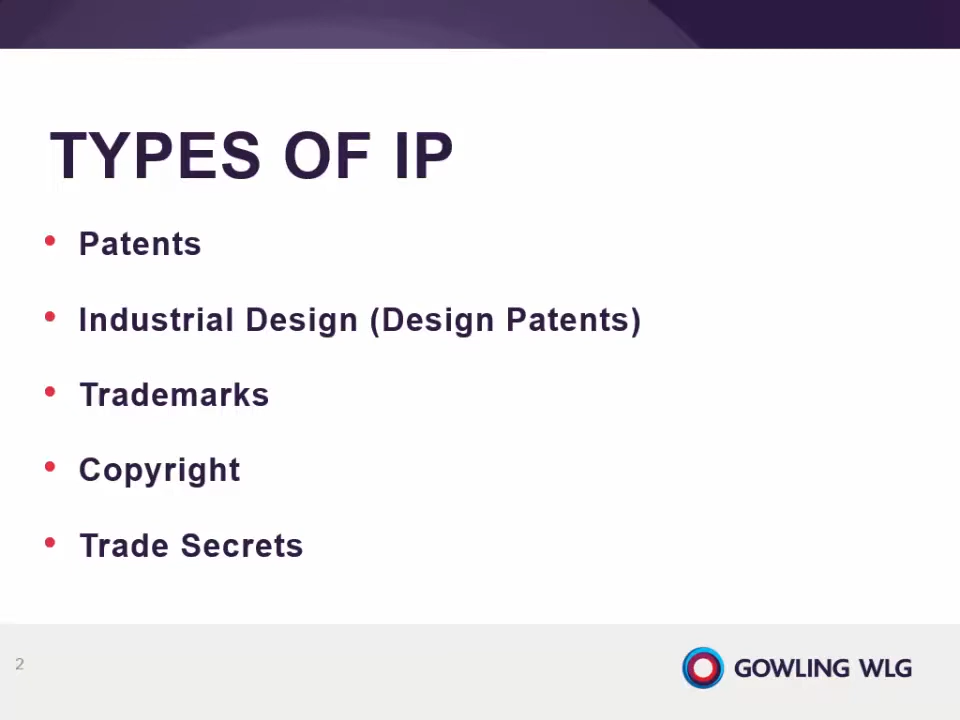 TYPES OF IP
• Patents
• Industrial Design (Design Patents)
• Trademarks
• Copyright
• Trade Secrets
2
GOWLING WLG